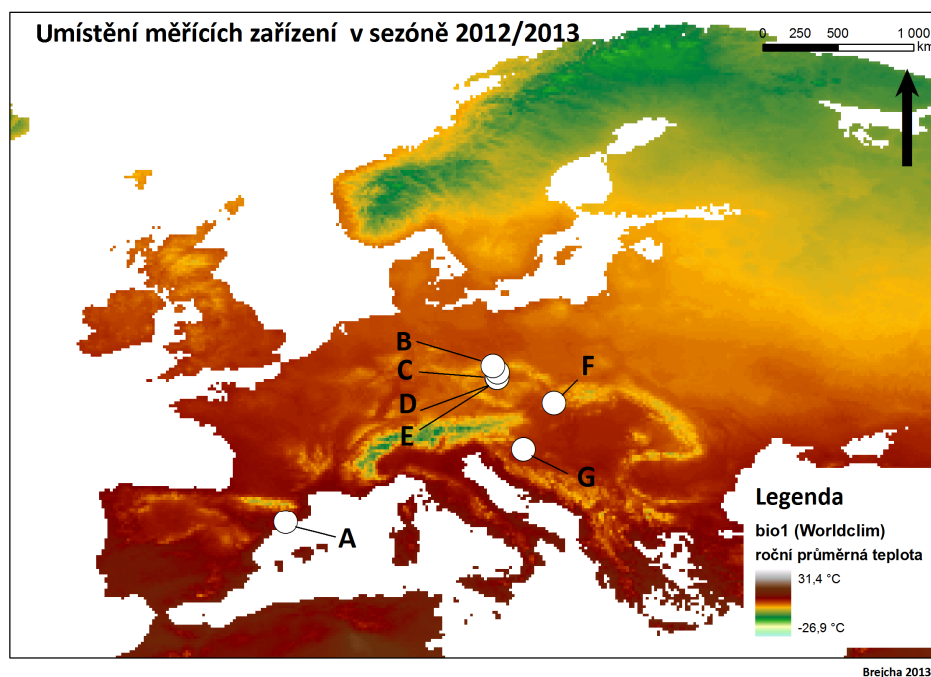 Umístění měřících zařízení v sezóně 2012/2013
0 250 500 1 000
km
B
C
D
E
F
G
A
Legenda
bio1 (Worldclim)
roční průměrná teplota
31,4 °C
-26,9 °C
Brejcha 2013